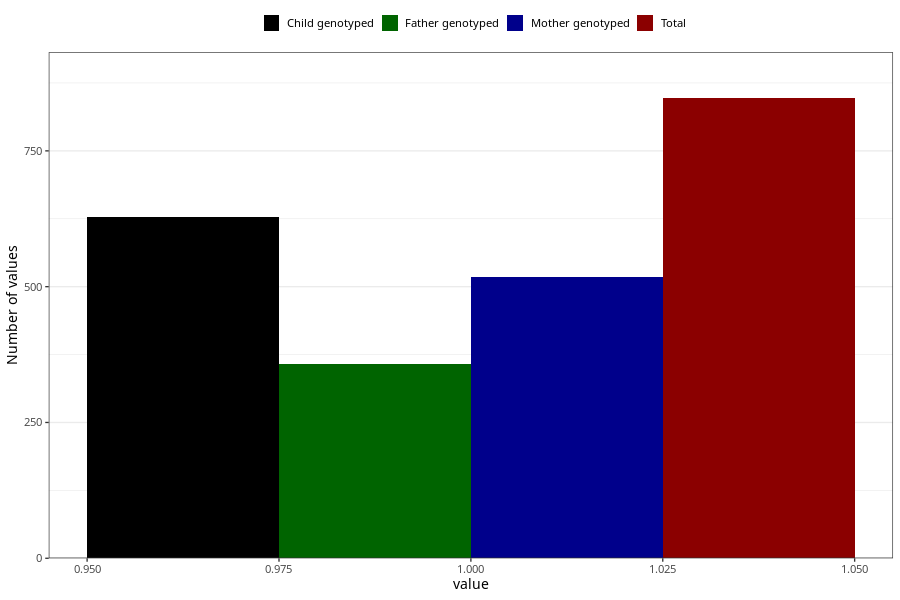 Child genotyped Father genotyped Mother genotyped Total
Number of values
750
500
250
0
0.950 0.975 1.000 1.025 1.050
value